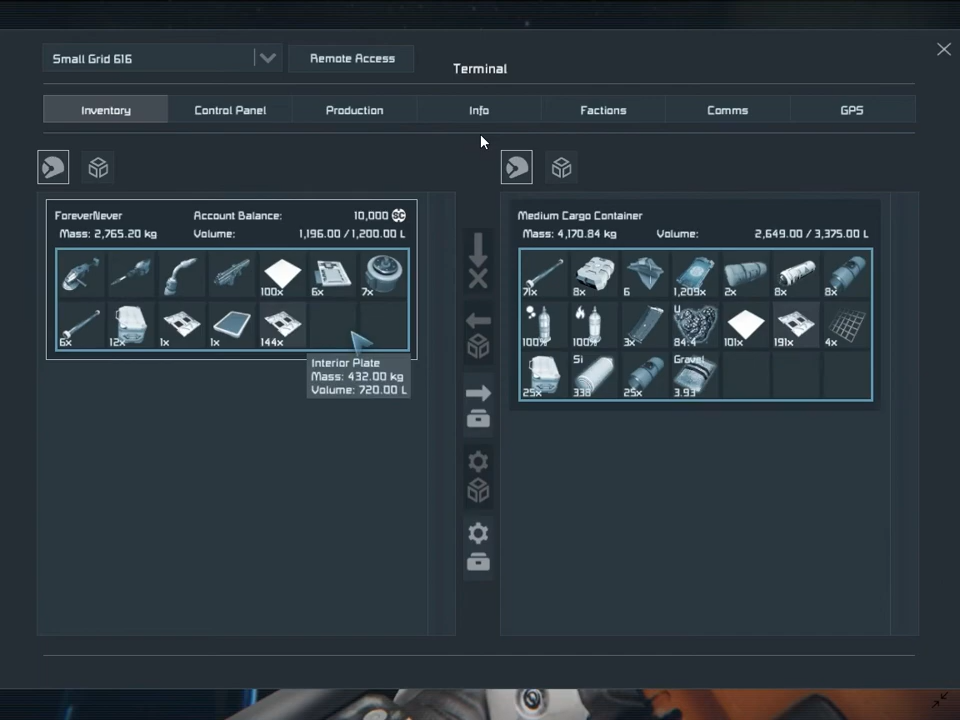 Small Grid 616
Remote Access
Terminal
Inventory
Control Panel
Production
Info
Factions
Comms
GPS
ForeverNever Account Balance: 10,000 SC
Mass: 2,765.20 kg Volume: 1,196.00 / 1,200.00 L
100x 6x 7x
6x 12x 1x 1x 144x
Interior Plate
Mass: 432.00 kg
Volume: 720.00 L
Medium Cargo Container
Mass: 4,170.84 kg Volume: 2,649.00 / 3,375.00 L
71x 8x 6 1,209x 2x 8x 8x
U
100% 100% 3x 84.4 101x 191x 4x
Si Gravel
25x 338 25x 3.93